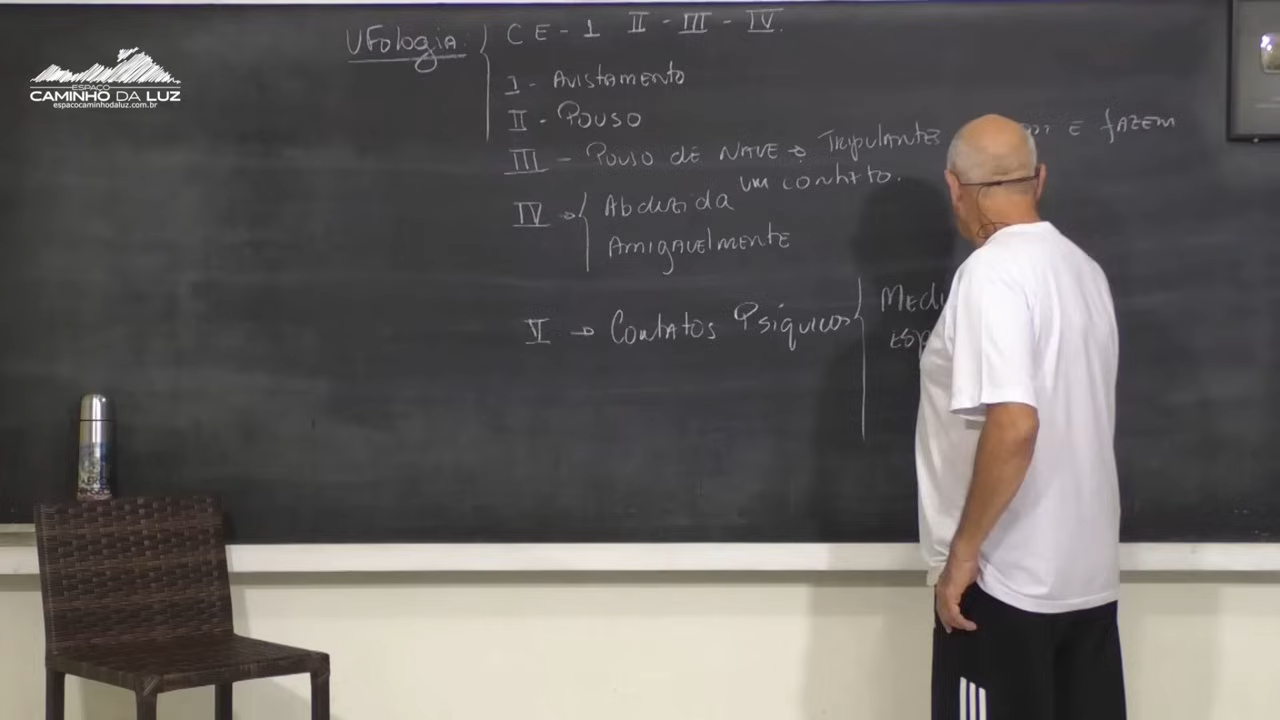 ESPAÇO
CAMINHO DA LUZ
espacocaminhodaluz.com.br
UFologia: CE-1 II-III-IV.
I - Avistamento
II - Pouso
III - Pouso de nave → Tripulantes e fazem
um contato.
IV → Abduzida
Amigavelmente
V → Contatos Psíquicos